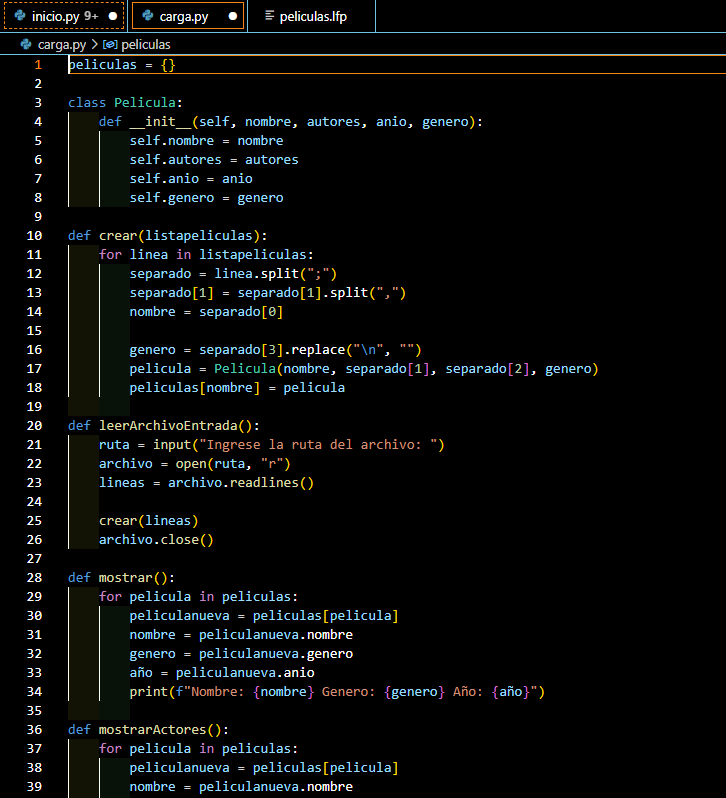 inicio.py 9+ carga.py peliculas.lfp
carga.py > peliculas
1 peliculas = {}
2
3 class Pelicula:
4     def __init__(self, nombre, autores, anio, genero):
5         self.nombre = nombre
6         self.autores = autores
7         self.anio = anio
8         self.genero = genero
9
10 def crear(listapeliculas):
11     for linea in listapeliculas:
12         separado = linea.split(";")
13         separado[1] = separado[1].split(",")
14         nombre = separado[0]
15
16         genero = separado[3].replace("\n", "")
17         pelicula = Pelicula(nombre, separado[1], separado[2], genero)
18         peliculas[nombre] = pelicula
19
20 def leerArchivoEntrada():
21     ruta = input("Ingrese la ruta del archivo: ")
22     archivo = open(ruta, "r")
23     lineas = archivo.readlines()
24
25     crear(lineas)
26     archivo.close()
27
28 def mostrar():
29     for pelicula in peliculas:
30         peliculanueva = peliculas[pelicula]
31         nombre = peliculanueva.nombre
32         genero = peliculanueva.genero
33         año = peliculanueva.anio
34         print(f"Nombre: {nombre} Genero: {genero} Año: {año}")
35
36 def mostrarActores():
37     for pelicula in peliculas:
38         peliculanueva = peliculas[pelicula]
39         nombre = peliculanueva.nombre